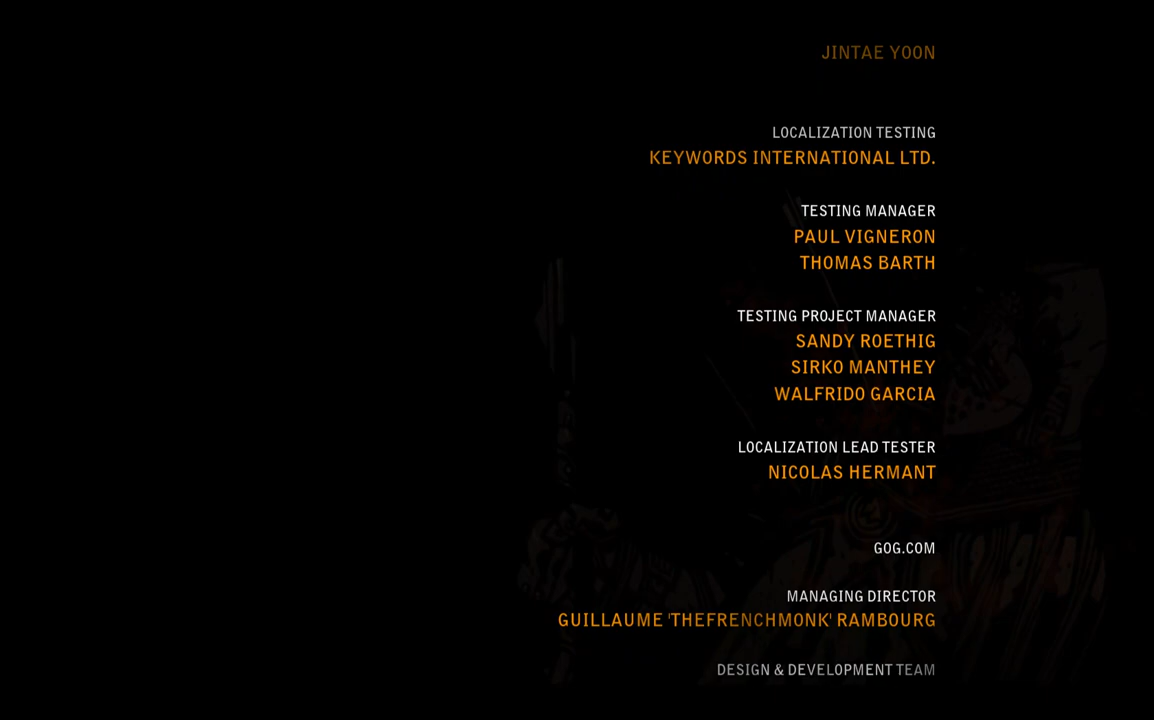 JINTAE YOON
LOCALIZATION TESTING
KEYWORDS INTERNATIONAL LTD.
TESTING MANAGER
PAUL VIGNERON
THOMAS BARTH
TESTING PROJECT MANAGER
SANDY ROETHIG
SIRKO MANTHEY
WALFRIDO GARCIA
LOCALIZATION LEAD TESTER
NICOLAS HERMANT
GOG.COM
MANAGING DIRECTOR
GUILLAUME 'THEFRENCHMONK' RAMBOURG
DESIGN & DEVELOPMENT TEAM